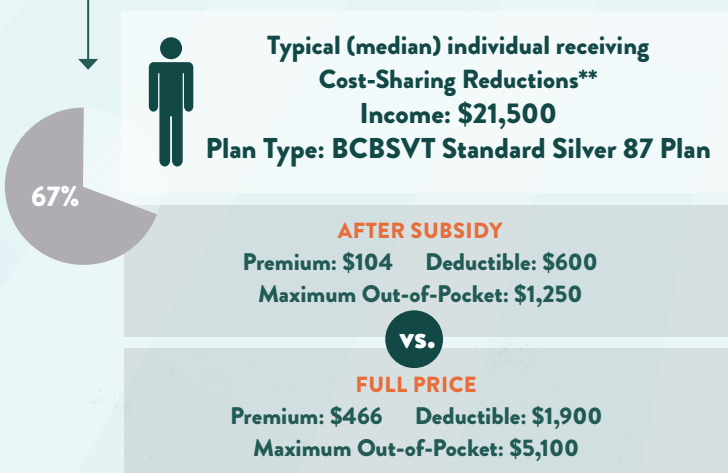 Typical (median) individual receiving
Cost-Sharing Reductions**
Income: $21,500
Plan Type: BCBSVT Standard Silver 87 Plan
67%
AFTER SUBSIDY
Premium: $104 Deductible: $600
Maximum Out-of-Pocket: $1,250
vs.
FULL PRICE
Premium: $466 Deductible: $1,900
Maximum Out-of-Pocket: $5,100